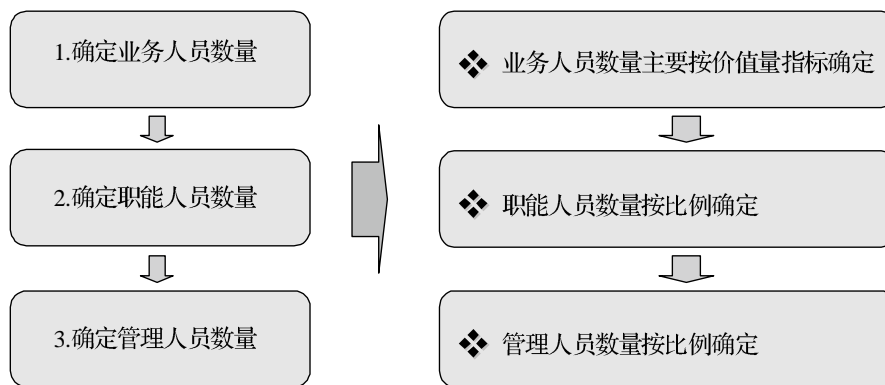 1.确定业务人员数量
2.确定职能人员数量
3.确定管理人员数量
❖ 业务人员数量主要按价值量指标确定
❖ 职能人员数量按比例确定
❖ 管理人员数量按比例确定